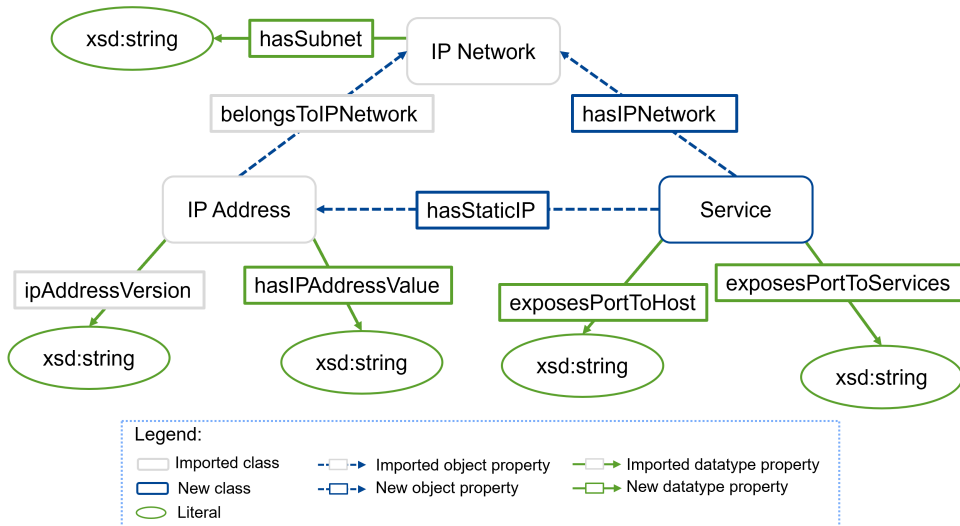 xsd:string
hasSubnet
IP Network
belongsToIPNetwork
hasIPNetwork
IP Address
hasStaticIP
Service
ipAddressVersion
hasIPAddressValue
exposesPortToHost
exposesPortToServices
xsd:string
xsd:string
xsd:string
xsd:string
Legend:
Imported class
Imported object property
Imported datatype property
New class
New object property
New datatype property
Literal